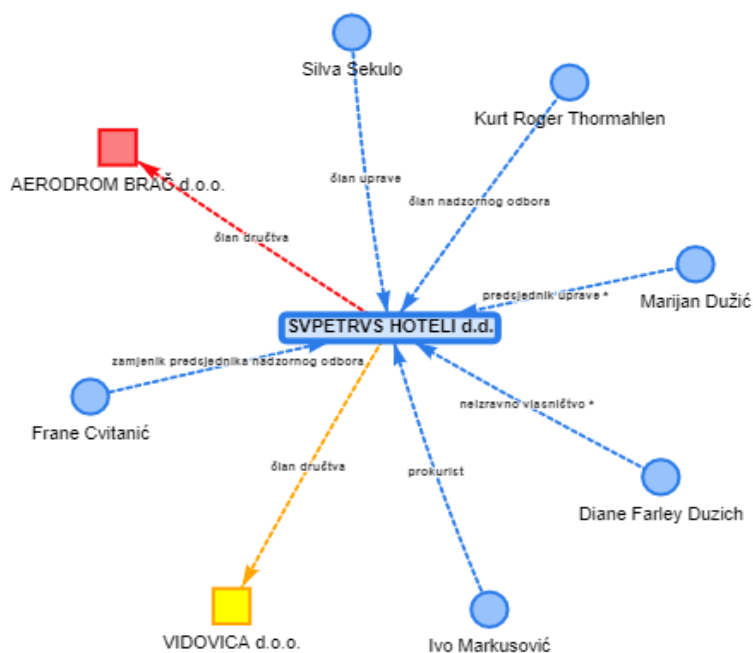 Silva Sekulo
Kurt Roger Thormahlen
AERODROM BRAČ d.o.o.
član uprave
član nadzornog odbora
član društva
predsjednik uprave *
Marijan Dužić
SVPETRVS HOTELI d.d.
zamjenik predsjednika nadzornog odbora
Frane Cvitanić
neizravno vlasništvo *
član društva
prokurist
Diane Farley Duzich
VIDOVICA d.o.o.
Ivo Markusović